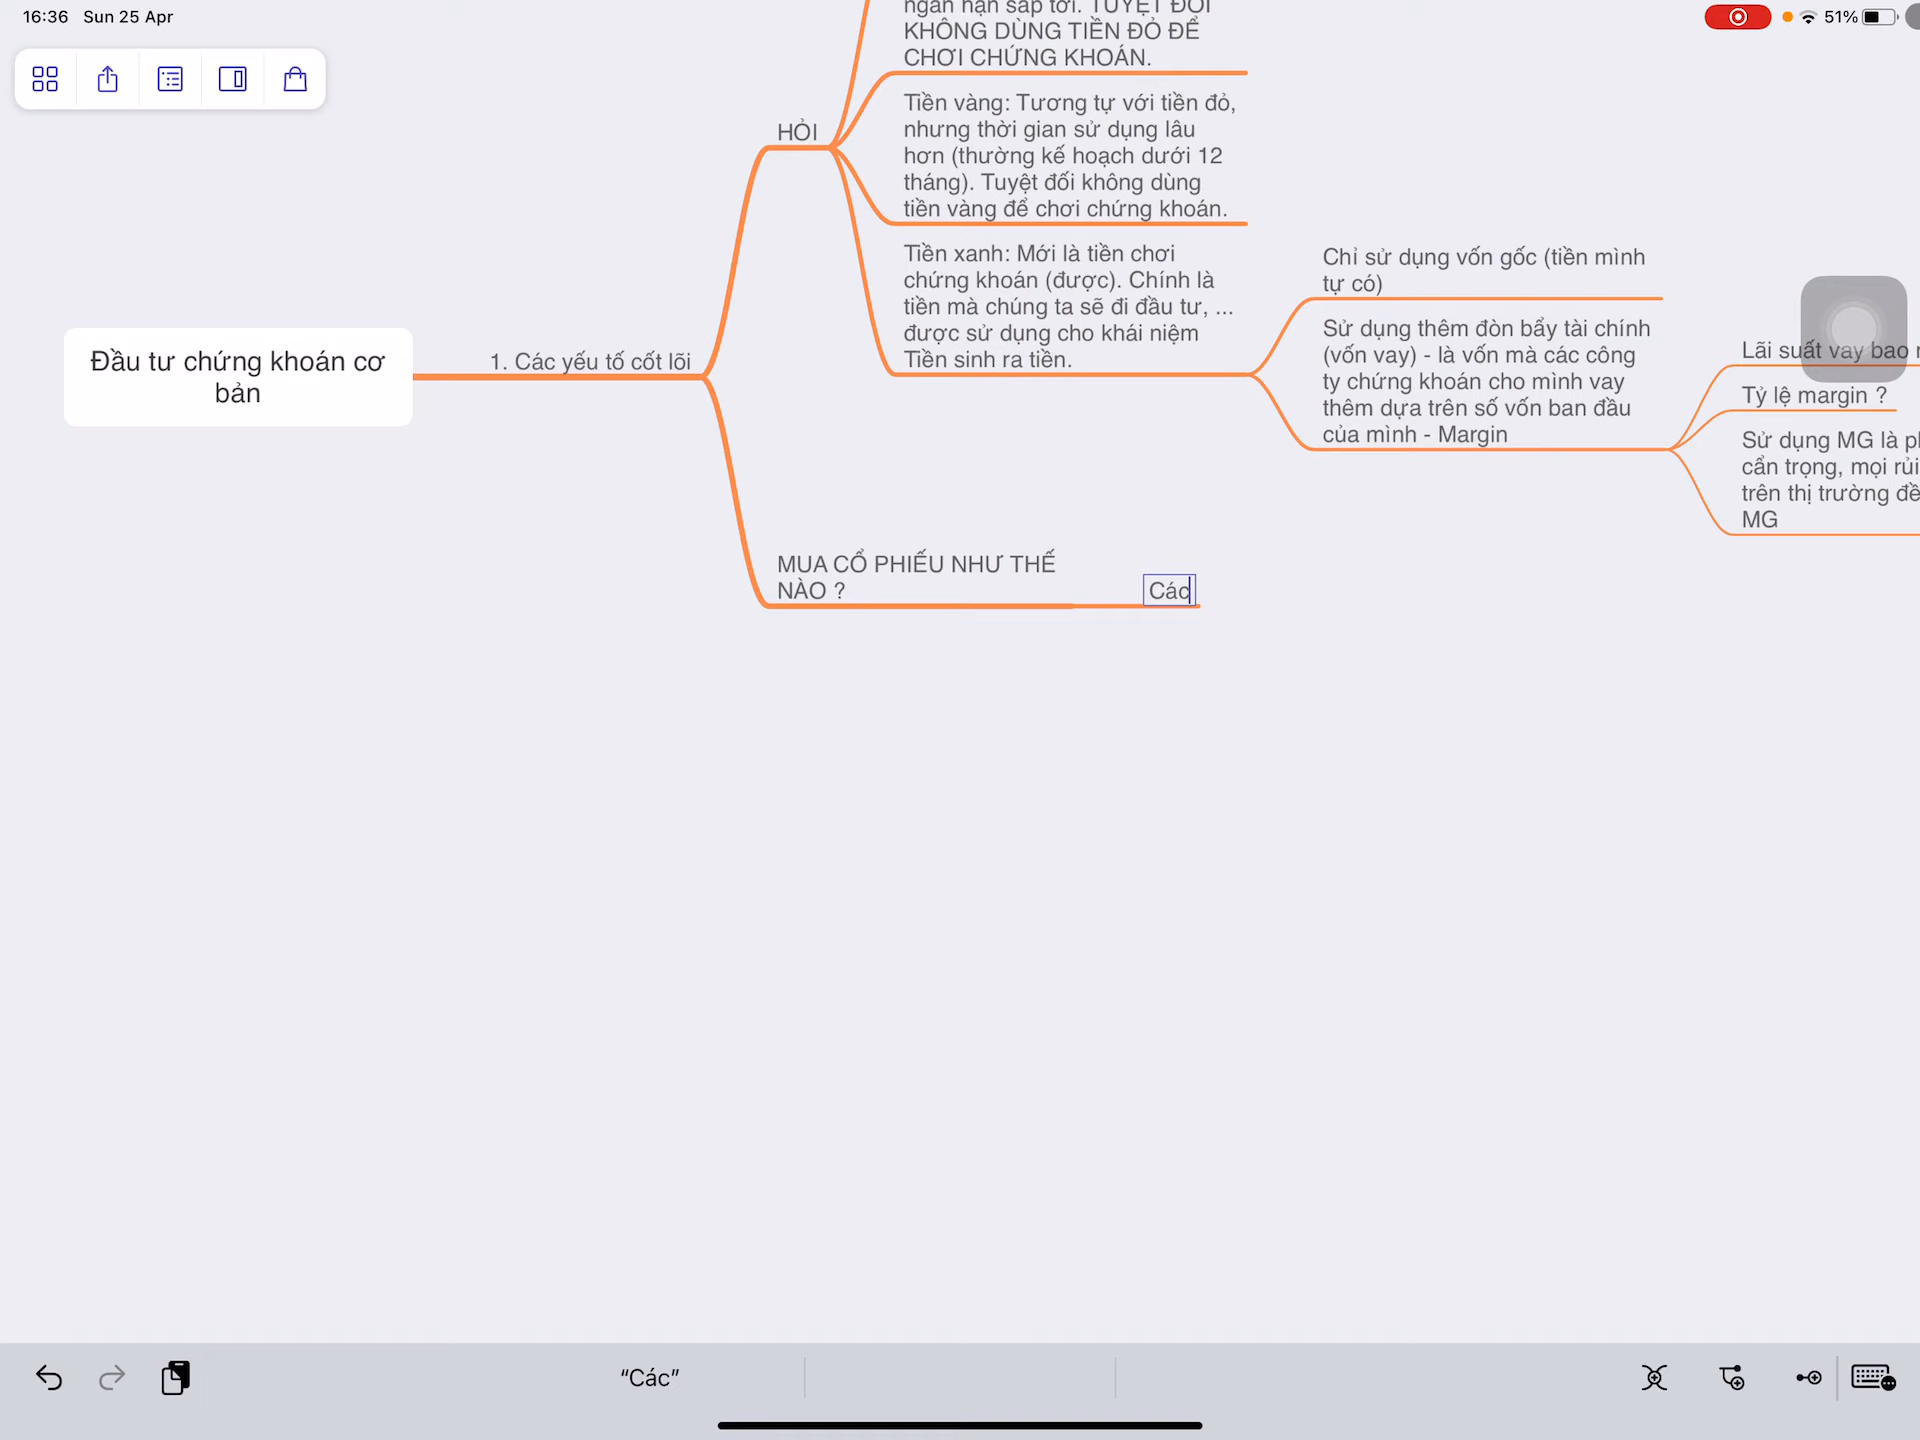 16:36 Sun 25 Apr
51%
ngắn hạn sắp tới. TUYỆT ĐỐI
KHÔNG DÙNG TIỀN ĐỎ ĐỂ
CHƠI CHỨNG KHOÁN.
HỎI
Tiền vàng: Tương tự với tiền đỏ,
nhưng thời gian sử dụng lâu
hơn (thường kế hoạch dưới 12
tháng). Tuyệt đối không dùng
tiền vàng để chơi chứng khoán.
Tiền xanh: Mới là tiền chơi
chứng khoán (được). Chính là
tiền mà chúng ta sẽ đi đầu tư, ...
được sử dụng cho khái niệm
Tiền sinh ra tiền.
Chỉ sử dụng vốn gốc (tiền mình
tự có)
Sử dụng thêm đòn bẩy tài chính
(vốn vay) - là vốn mà các công
ty chứng khoán cho mình vay
thêm dựa trên số vốn ban đầu
của mình - Margin
Lãi suất vay bao
Tỷ lệ margin ?
Sử dụng MG là
cẩn trọng, mọi rủi
trên thị trường
MG
Đầu tư chứng khoán cơ
bản
1. Các yếu tố cốt lõi
MUA CỔ PHIẾU NHƯ THẾ
NÀO ?
Các
“Các”